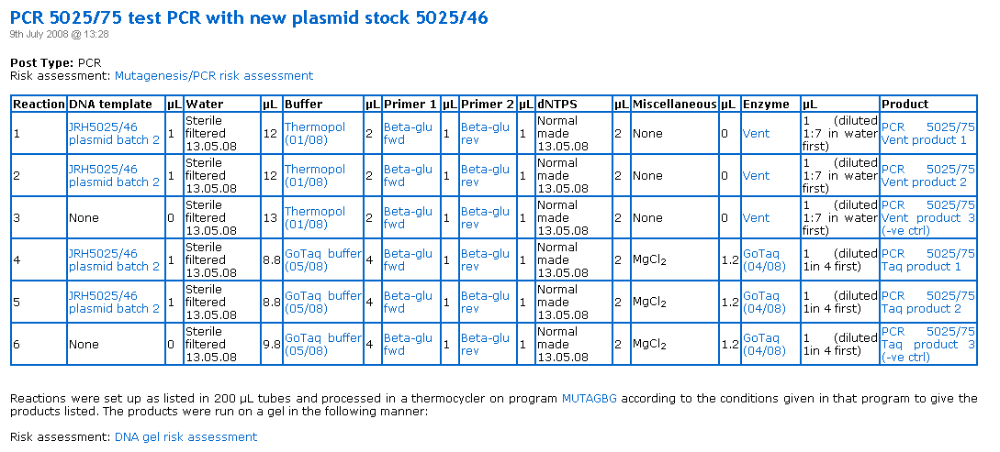 PCR 5025/75 test PCR with new plasmid stock 5025/46
9th July 2008 @ 13:28
Post Type: PCR
Risk assessment: Mutagenesis/PCR risk assessment
Reaction DNA template µL Water µL Buffer µL Primer 1 µL Primer 2 µL dNTPS µL Miscellaneous µL Enzyme µL Product
1 JRH5025/46 plasmid batch 2 1 Sterile filtered 13.05.08 12 Thermopol (01/08) 2 Beta-glu fwd 1 Beta-glu rev 1 Normal made 13.05.08 2 None 0 Vent 1 (diluted 1:7 in water first) PCR 5025/75 Vent product 1
2 JRH5025/46 plasmid batch 2 1 Sterile filtered 13.05.08 12 Thermopol (01/08) 2 Beta-glu fwd 1 Beta-glu rev 1 Normal made 13.05.08 2 None 0 Vent 1 (diluted 1:7 in water first) PCR 5025/75 Vent product 2
3 None 0 Sterile filtered 13.05.08 13 Thermopol (01/08) 2 Beta-glu fwd 1 Beta-glu rev 1 Normal made 13.05.08 2 None 0 Vent 1 (diluted 1:7 in water first) PCR 5025/75 Vent product 3 (-ve ctrl)
4 JRH5025/46 plasmid batch 2 1 Sterile filtered 13.05.08 8.8 GoTaq buffer (05/08) 4 Beta-glu fwd 1 Beta-glu rev 1 Normal made 13.05.08 2 MgCl2 1.2 GoTaq (04/08) 1 (diluted 1in 4 first) PCR 5025/75 Taq product 1
5 JRH5025/46 plasmid batch 2 1 Sterile filtered 13.05.08 8.8 GoTaq buffer (05/08) 4 Beta-glu fwd 1 Beta-glu rev 1 Normal made 13.05.08 2 MgCl2 1.2 GoTaq (04/08) 1 (diluted 1in 4 first) PCR 5025/75 Taq product 2
6 None 0 Sterile filtered 13.05.08 9.8 GoTaq buffer (05/08) 4 Beta-glu fwd 1 Beta-glu rev 1 Normal made 13.05.08 2 MgCl2 1.2 GoTaq (04/08) 1 (diluted 1in 4 first) PCR 5025/75 Taq product 3 (-ve ctrl)
Reactions were set up as listed in 200 µL tubes and processed in a thermocycler on program MUTAGBG according to the conditions given in that program to give the
products listed. The products were run on a gel in the following manner:
Risk assessment: DNA gel risk assessment